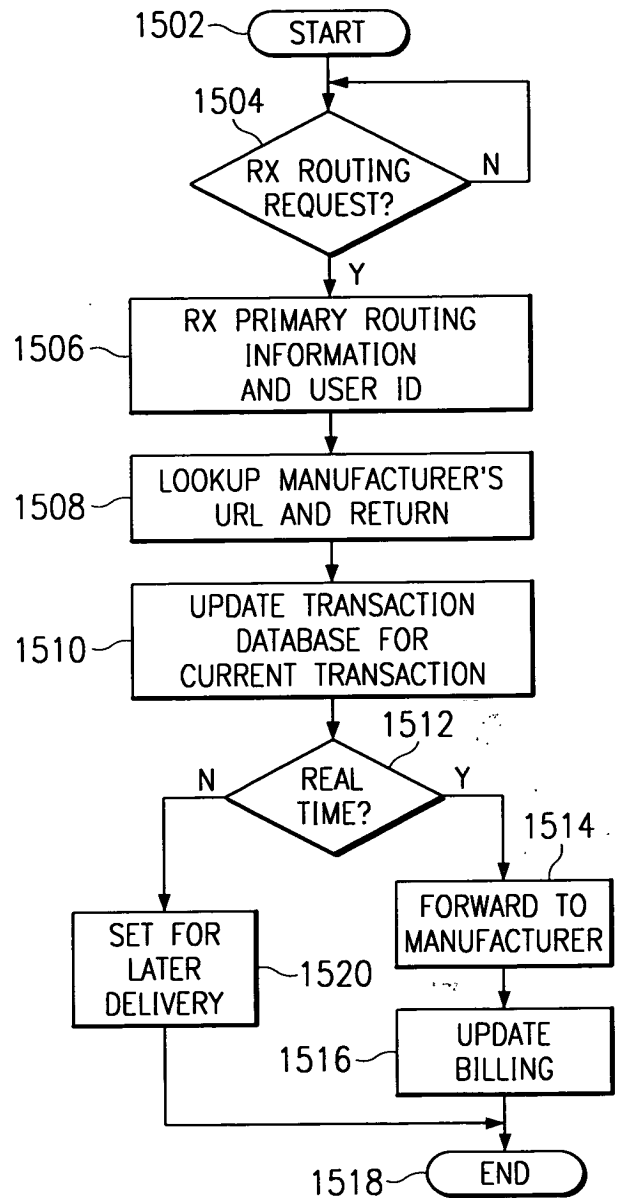 1502
START
1504
RX ROUTING
REQUEST?
N
Y
RX PRIMARY ROUTING
INFORMATION
AND USER ID
1506
LOOKUP MANUFACTURER'S
URL AND RETURN
1508
UPDATE TRANSACTION
DATABASE FOR
CURRENT TRANSACTION
1510
1512
N
REAL
TIME?
Y
1514
FORWARD TO
MANUFACTURER
SET FOR
LATER
DELIVERY
1520
UPDATE
BILLING
1516
END
1518